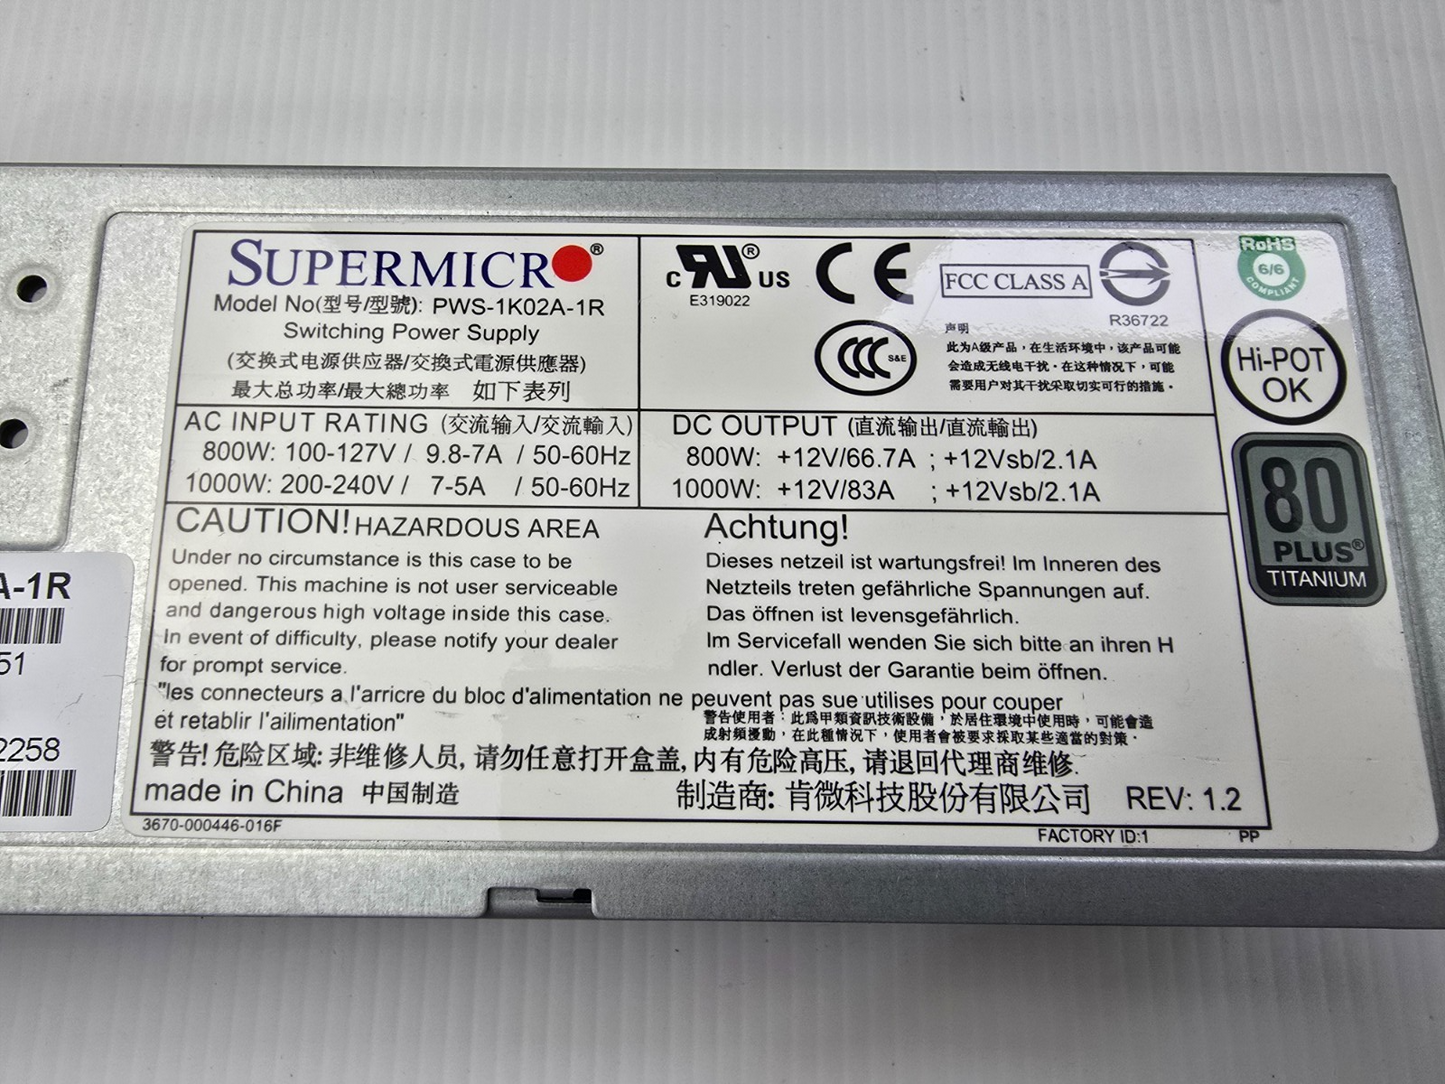 SUPERMICRO®
Model No(型号/型號): PWS-1K02A-1R
Switching Power Supply
(交換式电源供应器/交換式電源供應器)
最大总功率/最大總功率 如下表列
c RU® US
E319022
CE
FCC CLASS A
R36722
CCC S&E
声明
此为A级产品，在生活环境中，该产品可能
会造成无线电干扰。在这种情况下，可能
需要用户对其干扰采取切实可行的措施。
RoHS
6/6
COMPLIANT
Hi-POT
OK
80
PLUS®
TITANIUM
AC INPUT RATING (交流输入/交流輸入)
800W: 100-127V / 9.8-7A / 50-60Hz
1000W: 200-240V / 7-5A / 50-60Hz
DC OUTPUT (直流输出/直流輸出)
800W: +12V/66.7A ; +12Vsb/2.1A
1000W: +12V/83A ; +12Vsb/2.1A
CAUTION! HAZARDOUS AREA
Under no circumstance is this case to be
opened. This machine is not user serviceable
and dangerous high voltage inside this case.
In event of difficulty, please notify your dealer
for prompt service.
Achtung!
Dieses netzeil ist wartungsfrei! Im Inneren des
Netzteils treten gefährliche Spannungen auf.
Das öffnen ist levensgefährlich.
Im Servicefall wenden Sie sich bitte an ihren H
ndler. Verlust der Garantie beim öffnen.
"les connecteurs a l'arricre du bloc d'alimentation ne peuvent pas sue utilises pour couper
et retablir l'ailimentation"
警告使用者：此爲甲類資訊技術設備，於居住環境中使用時，可能會造
成射頻擾動，在此種情況下，使用者會被要求採取某些適當的對策。
警告! 危险区域: 非维修人员, 请勿任意打开盒盖, 内有危险高压, 请退回代理商维修.
made in China 中国制造
制造商: 肯微科技股份有限公司 REV: 1.2
3670-000446-016F
FACTORY ID:1
PP
A-1R
51
2258